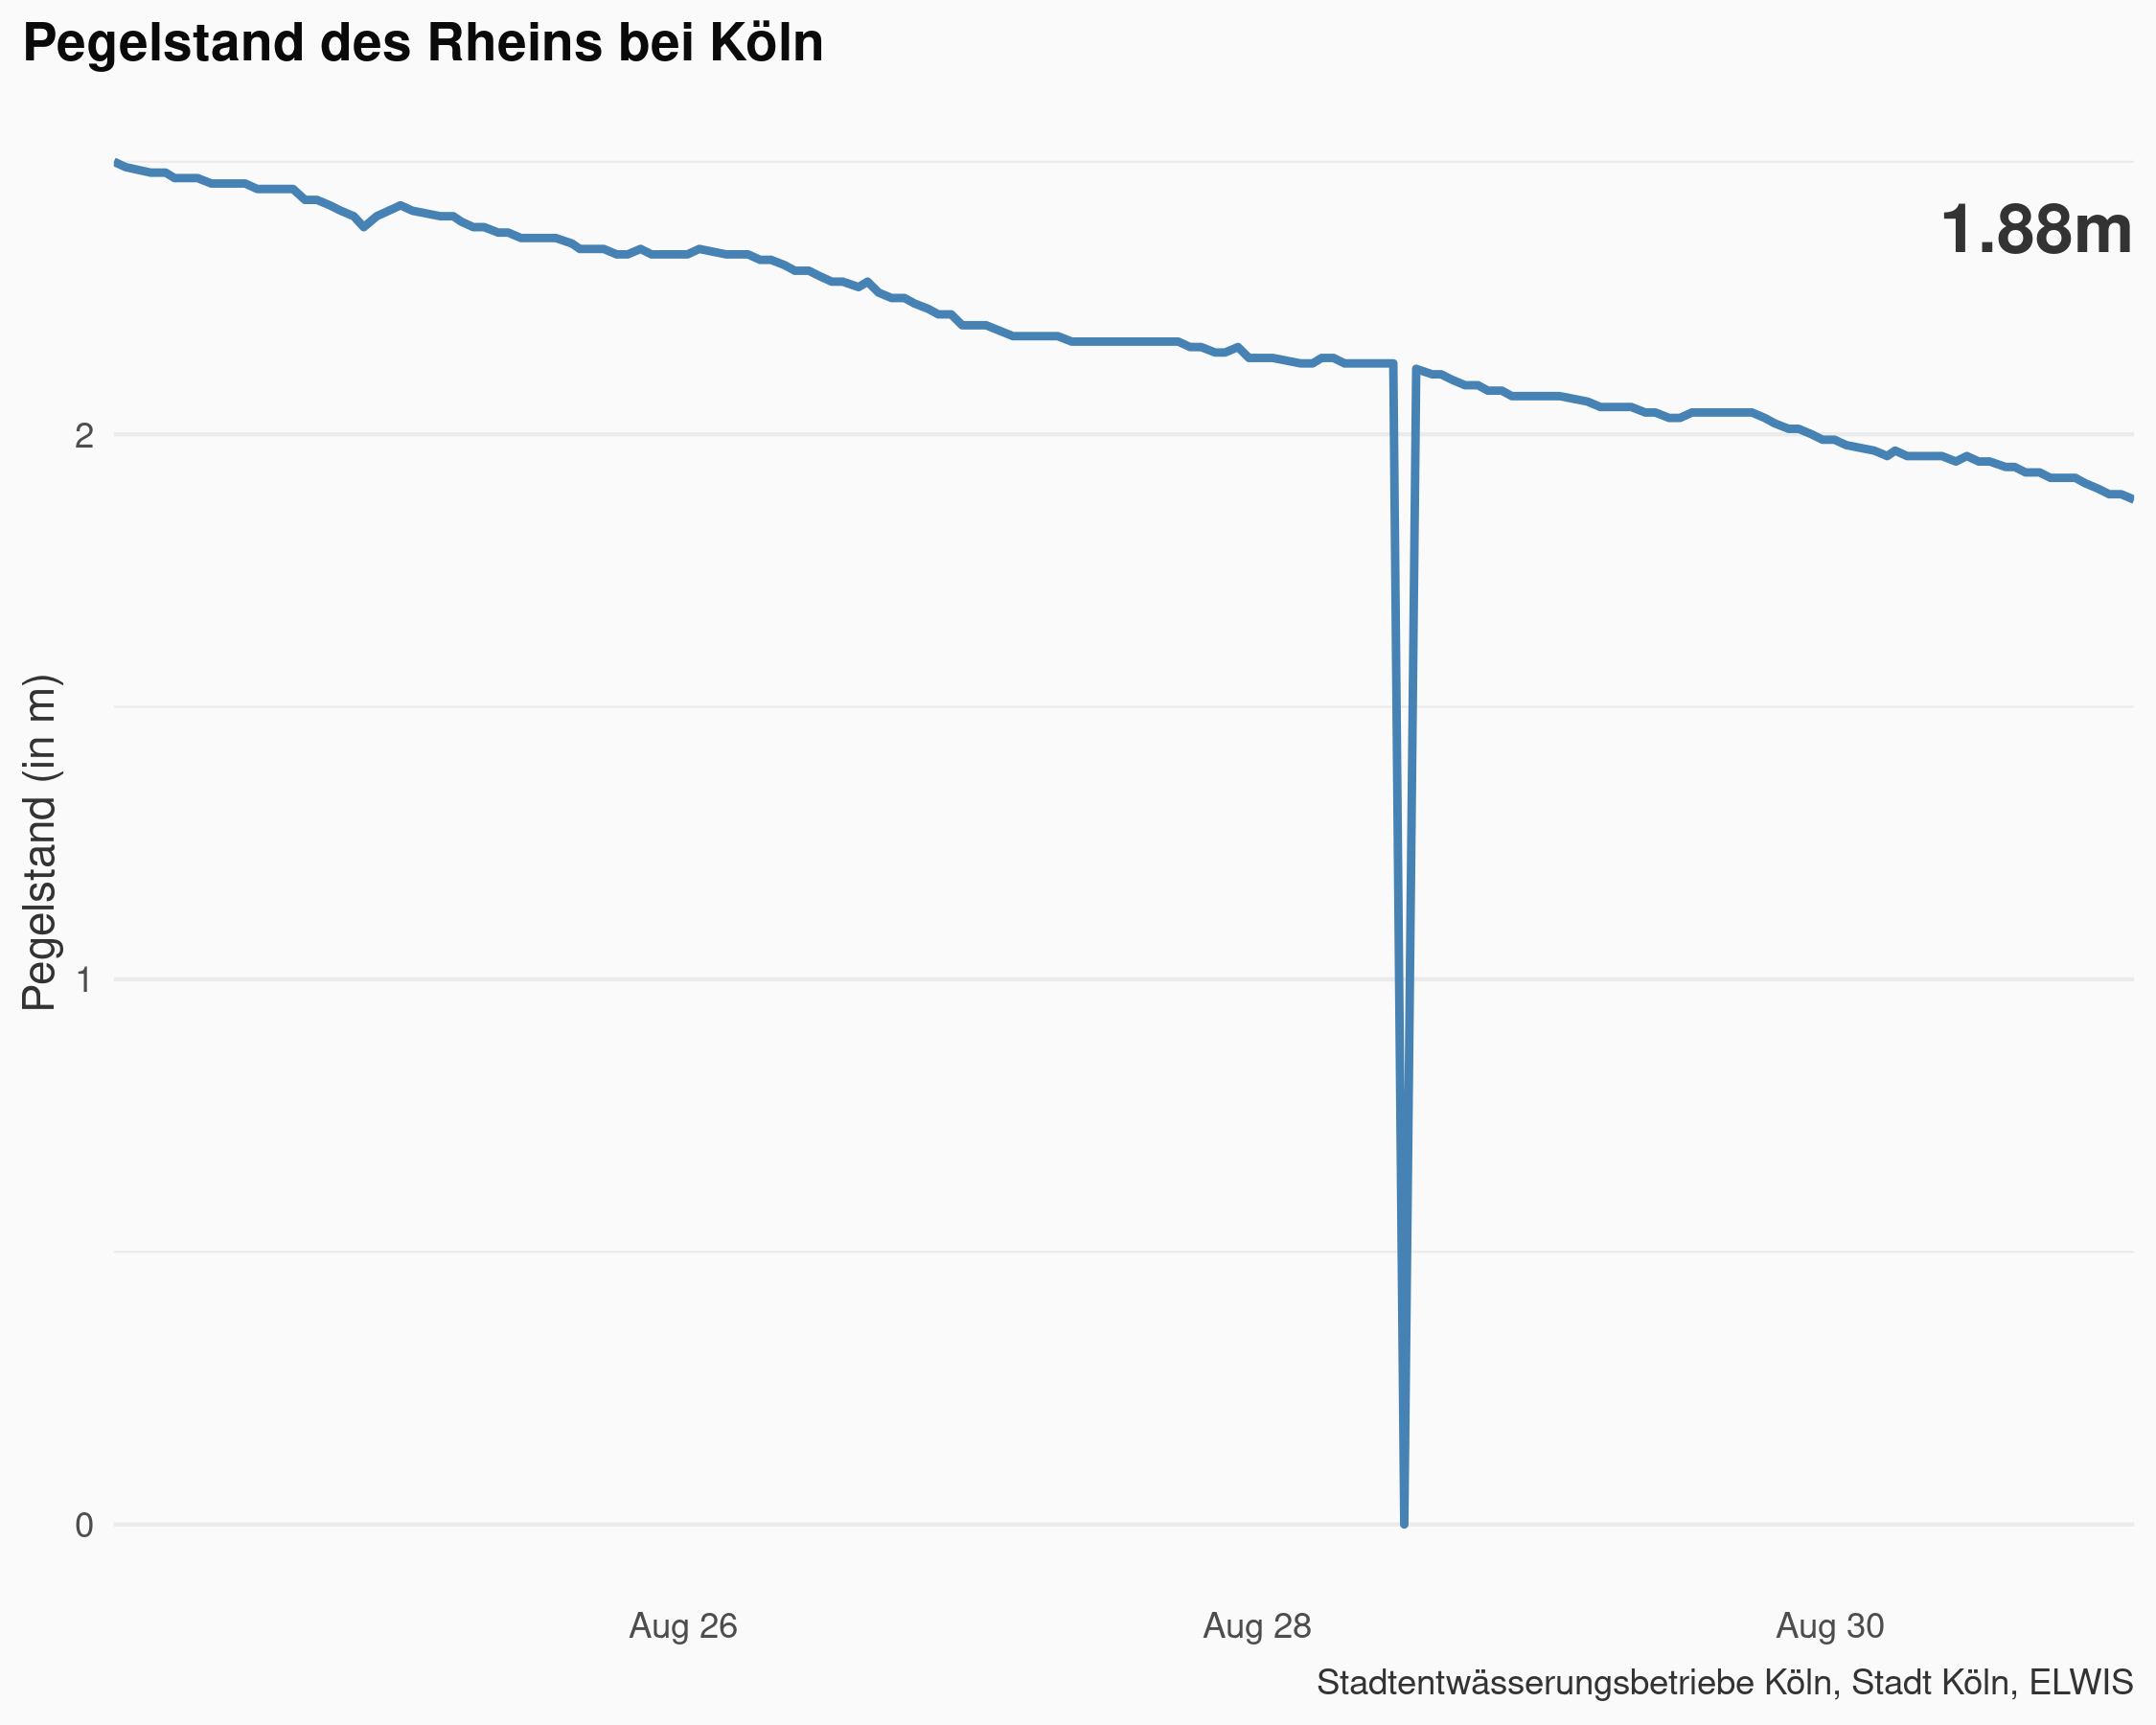 Pegelstand des Rheins bei Köln
1.88m
Pegelstand (in m)
2
1
0
Aug 26
Aug 28
Aug 30
Stadtentwässerungsbetriebe Köln, Stadt Köln, ELWIS